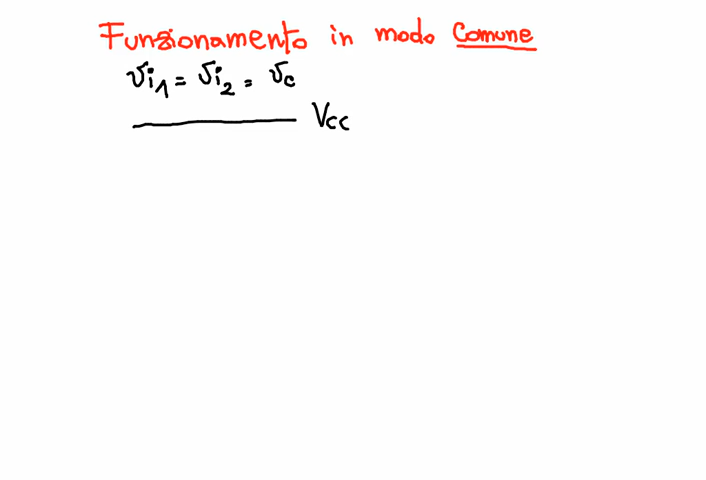 Funzionamento in modo Comune
vi1 = vi2 = vc
Vcc